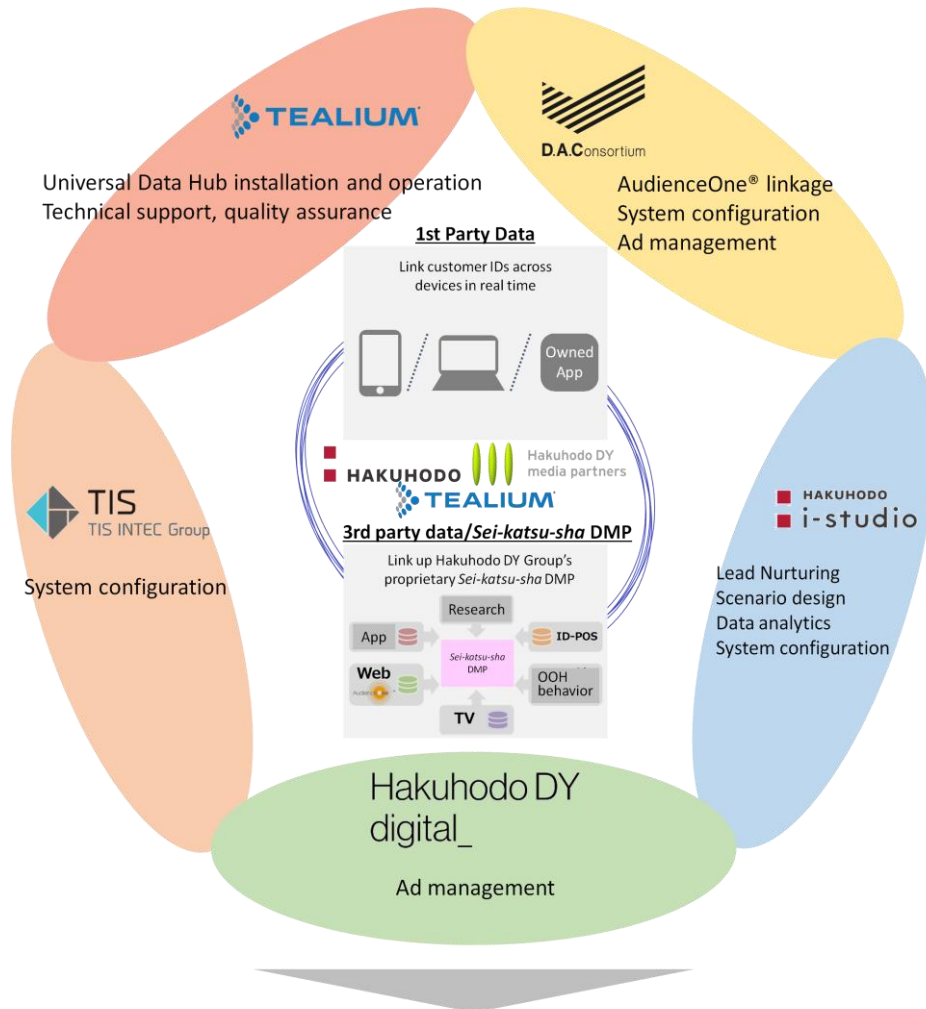 TEALIUM
Universal Data Hub installation and operation
Technical support, quality assurance
D.A.Consortium
AudienceOne® linkage
System configuration
Ad management
1st Party Data
Link customer IDs across
devices in real time
Owned
App
HAKUHODO
Hakuhodo DY
media partners
TEALIUM
3rd party data/Sei-katsu-sha DMP
Link up Hakuhodo DY Group's
proprietary Sei-katsu-sha DMP
Research
App
ID-POS
Sei-katsu-sha
DMP
Web
OOH
behavior
TV
TIS
TIS INTEC Group
System configuration
HAKUHODO
i-studio
Lead Nurturing
Scenario design
Data analytics
System configuration
Hakuhodo DY
digital_
Ad management